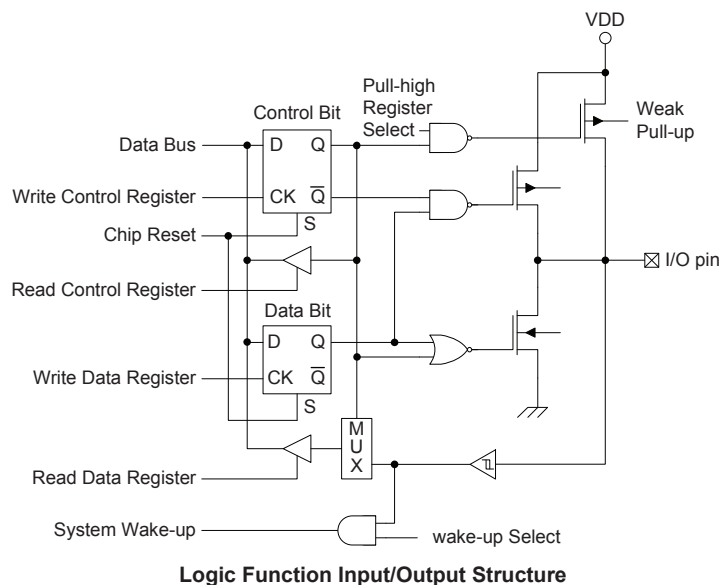 VDD
Pull-high
Register
Select
Control Bit
Weak
Pull-up
Data Bus
D
Q
Write Control Register
CK
Q
Chip Reset
S
I/O pin
Read Control Register
Data Bit
D
Q
Write Data Register
CK
Q
S
M
U
X
Read Data Register
System Wake-up
wake-up Select
Logic Function Input/Output Structure